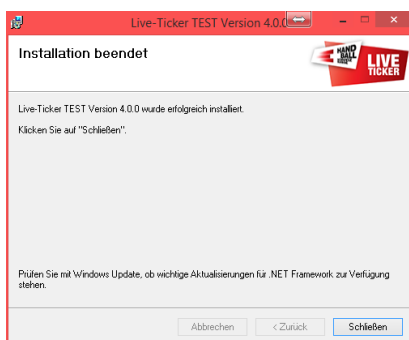 Live-Ticker TEST Version 4.0.0
Installation beendet
HAND
BALL
LIVE
TICKER
Live-Ticker TEST Version 4.0.0 wurde erfolgreich installiert.
Klicken Sie auf "Schließen".
Prüfen Sie mit Windows Update, ob wichtige Aktualisierungen für .NET Framework zur Verfügung
stehen.
Abbrechen
< Zurück
Schließen